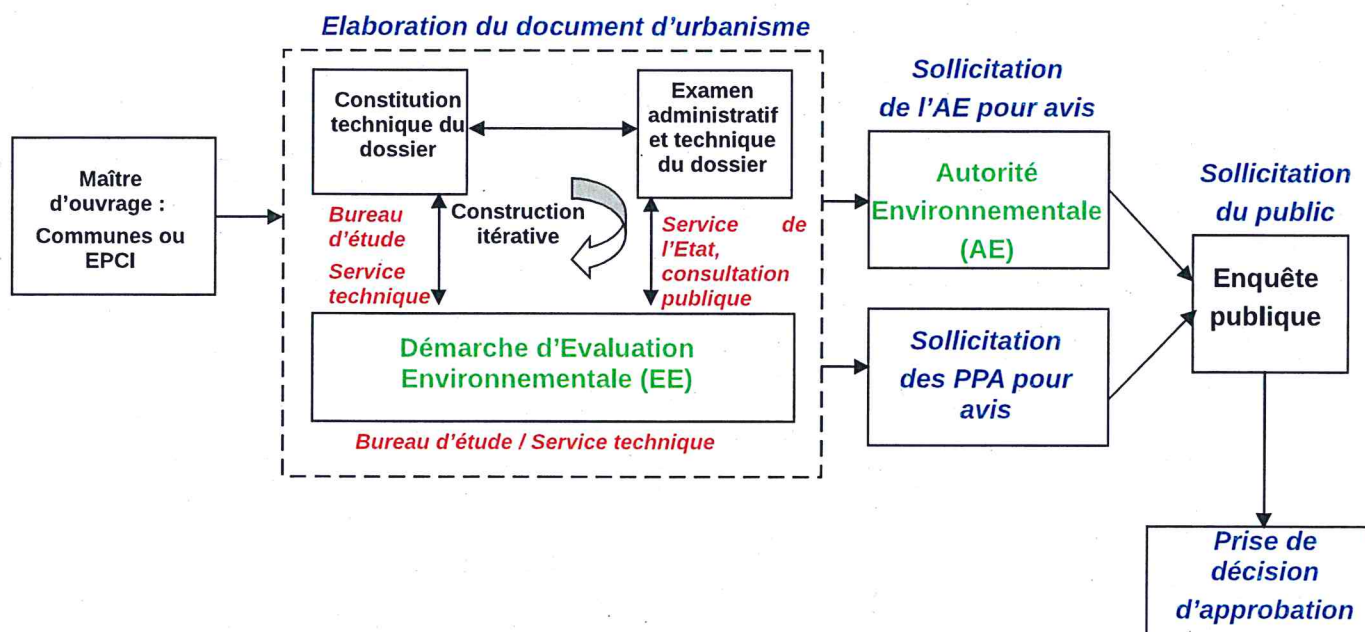 Elaboration du document d'urbanisme
Maître
d'ouvrage :
Communes ou
EPCI
Constitution
technique du
dossier
Examen
administratif
et technique
du dossier
Bureau
d'étude
Service
technique
Construction
itérative
Service de
l'Etat,
consultation
publique
Démarche d'Evaluation
Environnementale (EE)
Bureau d'étude / Service technique
Sollicitation
de l'AE pour avis
Autorité
Environnementale
(AE)
Sollicitation
des PPA pour
avis
Sollicitation
du public
Enquête
publique
Prise de
décision
d'approbation